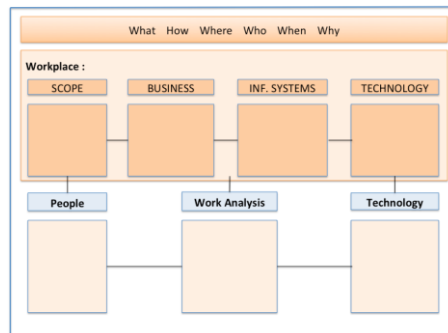 What How Where Who When Why
Workplace :
SCOPE BUSINESS INF. SYSTEMS TECHNOLOGY
People Work Analysis Technology